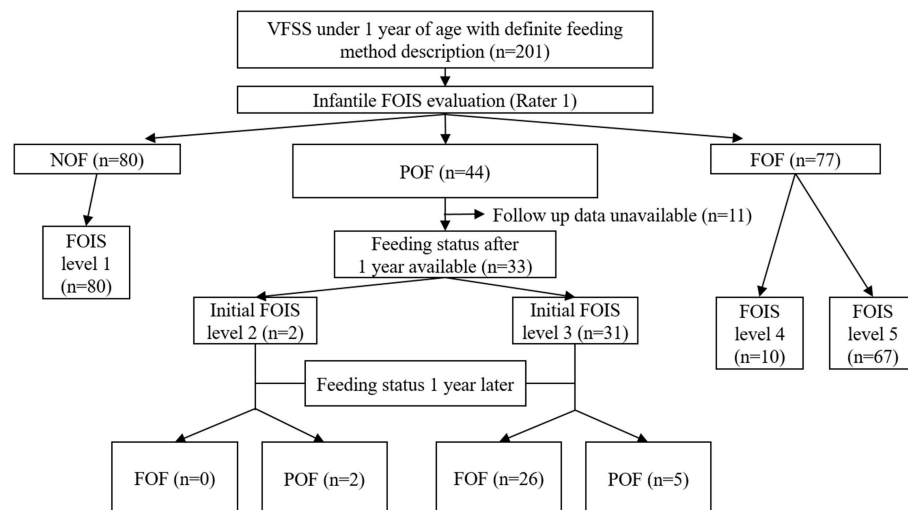 VFSS under 1 year of age with definite feeding
method description (n=201)
Infantile FOIS evaluation (Rater 1)
NOF (n=80)
POF (n=44)
FOF (n=77)
Follow up data unavailable (n=11)
FOIS
level 1
(n=80)
Feeding status after
1 year available (n=33)
Initial FOIS
level 2 (n=2)
Initial FOIS
level 3 (n=31)
FOIS
level 4
(n=10)
FOIS
level 5
(n=67)
Feeding status 1 year later
FOF (n=0)
POF (n=2)
FOF (n=26)
POF (n=5)